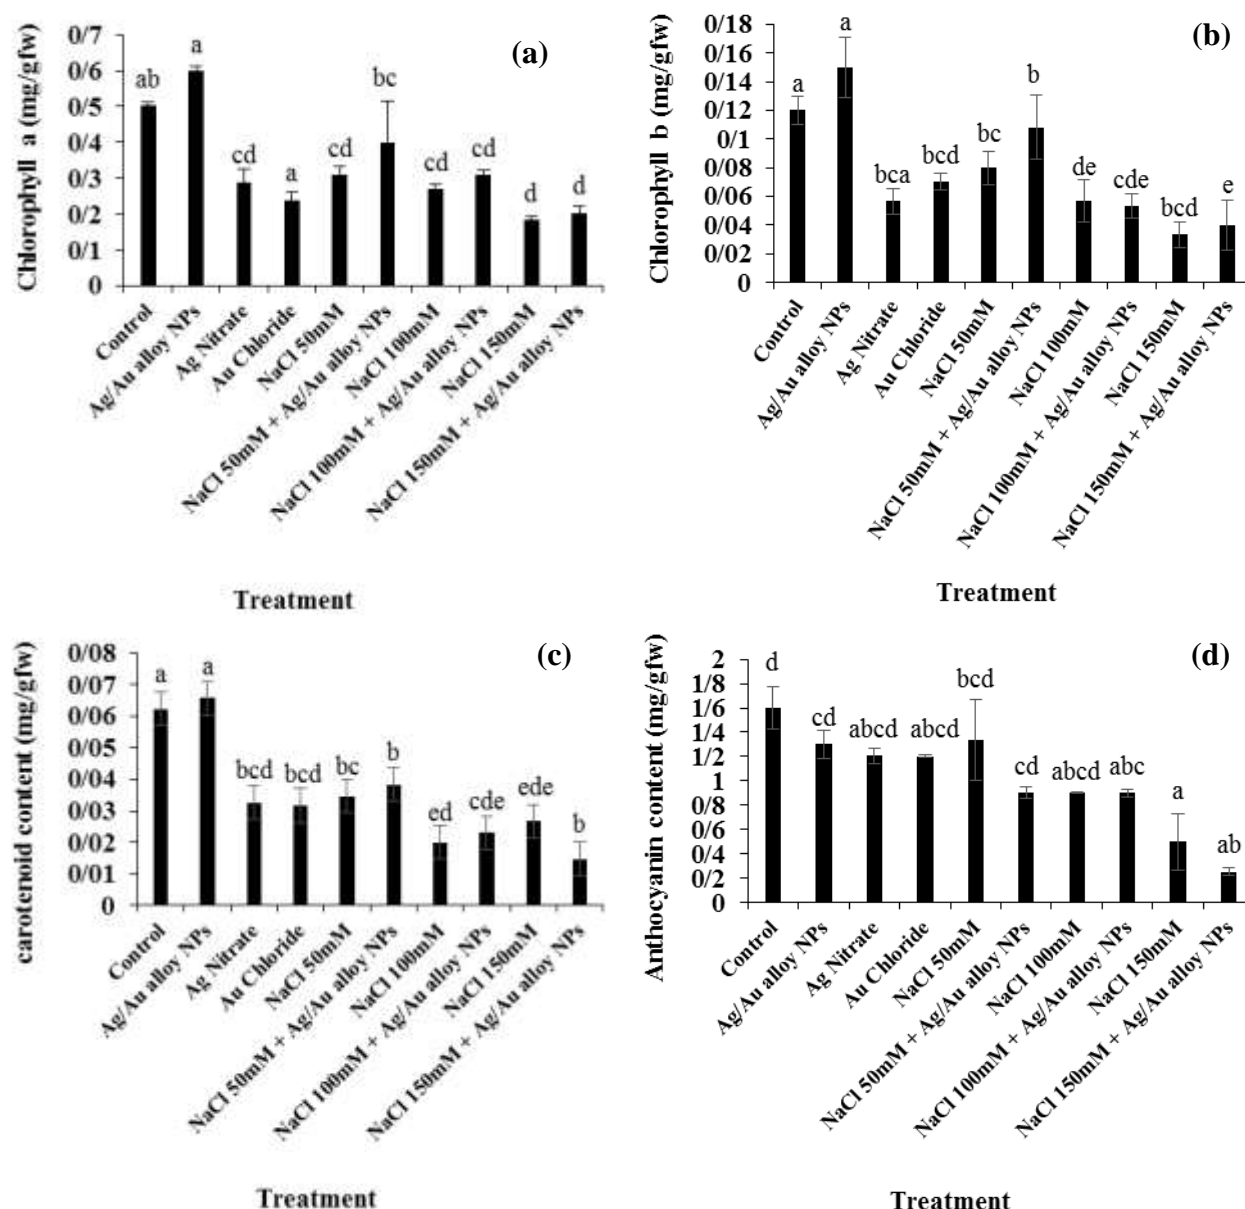 (a)
Chlorophyll a (mg/gfw)
0/7
0/6
0/5
0/4
0/3
0/2
0/1
0
ab
a
cd
a
cd
bc
cd
cd
d
d
Control
Ag/Au alloy NPs
Ag Nitrate
Au Chloride
NaCl 50mM
NaCl 50mM + Ag/Au alloy NPs
NaCl 100mM
NaCl 100mM + Ag/Au alloy NPs
NaCl 150mM
NaCl 150mM + Ag/Au alloy NPs
Treatment
(b)
Chlorophyll b (mg/gfw)
0/18
0/16
0/14
0/12
0/1
0/08
0/06
0/04
0/02
0
a
a
bca
bcd
bc
b
de
cde
bcd
e
Control
Ag/Au alloy NPs
Ag Nitrate
Au Chloride
NaCl 50mM
NaCl 50mM + Ag/Au alloy NPs
NaCl 100mM
NaCl 100mM + Ag/Au alloy NPs
NaCl 150mM
NaCl 150mM + Ag/Au alloy NPs
Treatment
(c)
carotenoid content (mg/gfw)
0/08
0/07
0/06
0/05
0/04
0/03
0/02
0/01
0
a
a
bcd
bcd
bc
b
ed
cde
ede
b
Control
Ag/Au alloy NPs
Ag Nitrate
Au Chloride
NaCl 50mM
NaCl 50mM + Ag/Au alloy NPs
NaCl 100mM
NaCl 100mM + Ag/Au alloy NPs
NaCl 150mM
NaCl 150mM + Ag/Au alloy NPs
Treatment
(d)
Anthocyanin content (mg/gfw)
2
1/8
1/6
1/4
1/2
1
0/8
0/6
0/4
0/2
0
d
cd
abcd
abcd
bcd
cd
abcd
abc
a
ab
Control
Ag/Au alloy NPs
Ag Nitrate
Au Chloride
NaCl 50mM
NaCl 50mM + Ag/Au alloy NPs
NaCl 100mM
NaCl 100mM + Ag/Au alloy NPs
NaCl 150mM
NaCl 150mM + Ag/Au alloy NPs
Treatment